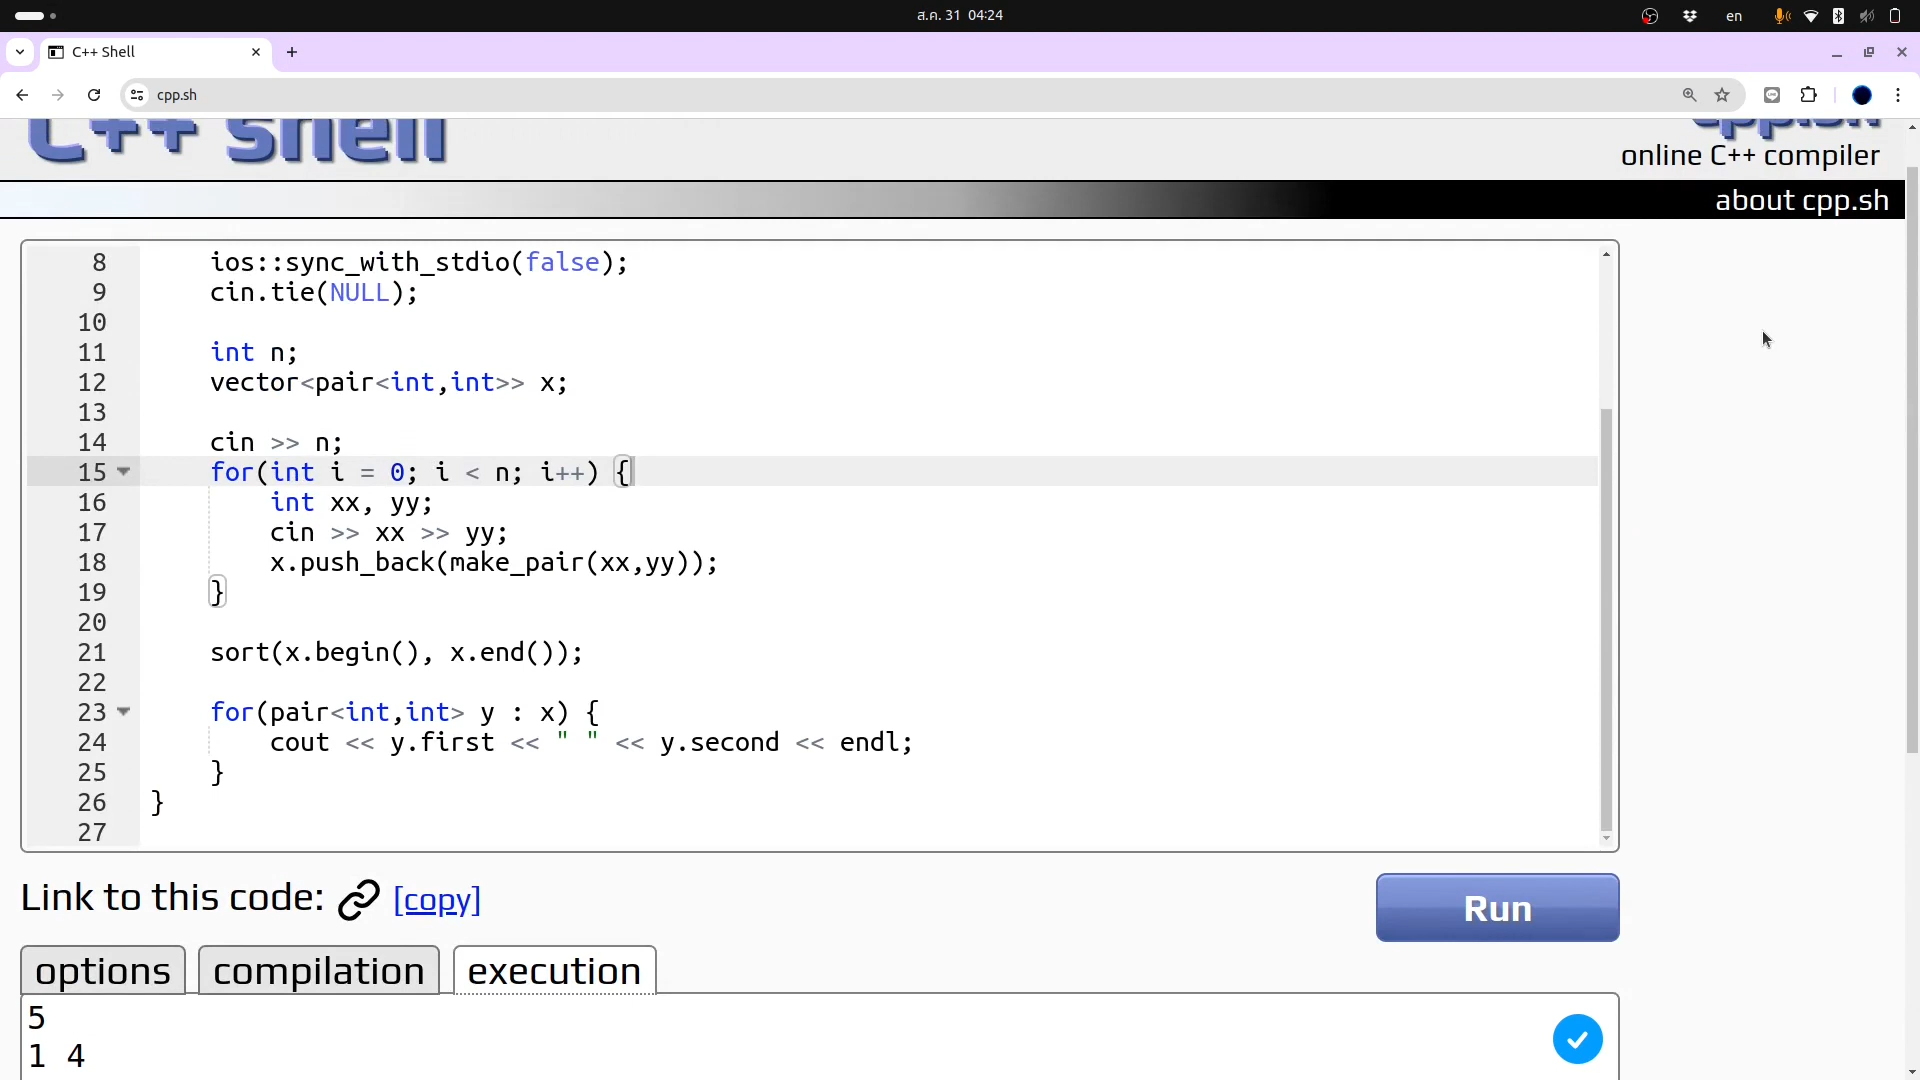 ส.ค. 31 04:24
en
C++ Shell
cpp.sh
C++ Shell
cpp.sh
online C++ compiler
about cpp.sh
8 ios::sync_with_stdio(false);
9 cin.tie(NULL);
10
11 int n;
12 vector<pair<int,int>> x;
13
14 cin >> n;
15 for(int i = 0; i < n; i++) {
16 int xx, yy;
17 cin >> xx >> yy;
18 x.push_back(make_pair(xx,yy));
19 }
20
21 sort(x.begin(), x.end());
22
23 for(pair<int,int> y : x) {
24 cout << y.first << " " << y.second << endl;
25 }
26 }
27
Link to this code: [copy]
Run
options compilation execution
5
1 4